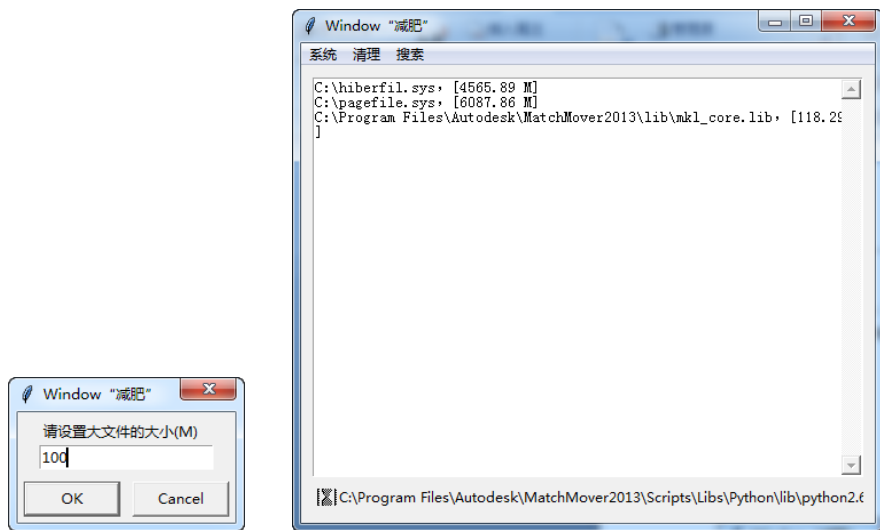 Window “减肥”
系统 清理 搜索
C:\hiberfil.sys，[4565.89 M]
C:\pagefile.sys，[6087.86 M]
C:\Program Files\Autodesk\MatchMover2013\lib\mkl_core.lib，[118.29
]
C:\Program Files\Autodesk\MatchMover2013\Scripts\Libs\Python\lib\python2.6
Window “减肥”
请设置大文件的大小(M)
100
OK Cancel